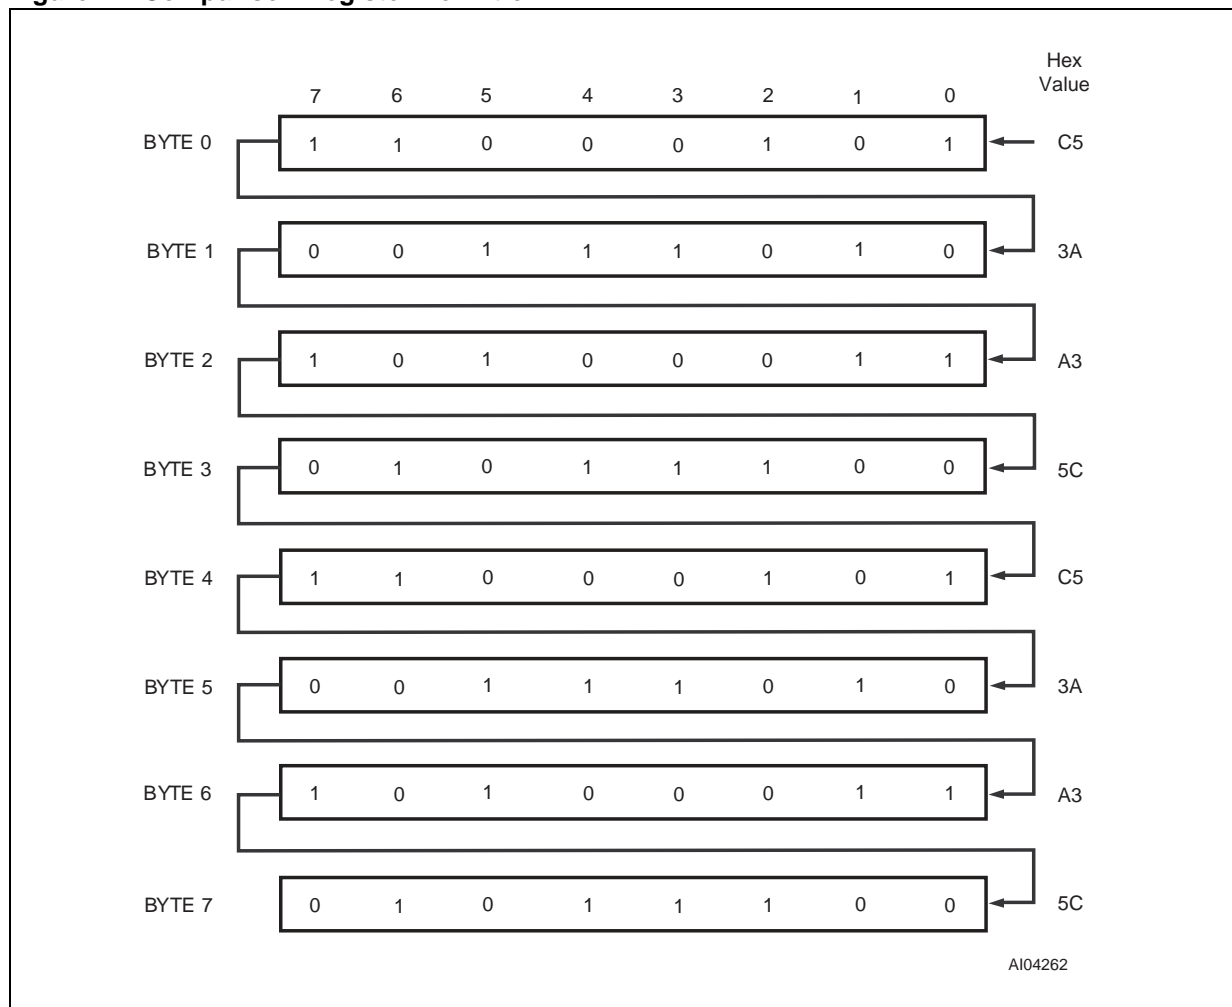 Hex
Value
7 6 5 4 3 2 1 0
BYTE 0 1 1 0 0 0 1 0 1 C5
BYTE 1 0 0 1 1 1 0 1 0 3A
BYTE 2 1 0 1 0 0 0 1 1 A3
BYTE 3 0 1 0 1 1 1 0 0 5C
BYTE 4 1 1 0 0 0 1 0 1 C5
BYTE 5 0 0 1 1 1 0 1 0 3A
BYTE 6 1 0 1 0 0 0 1 1 A3
BYTE 7 0 1 0 1 1 1 0 0 5C
AI04262